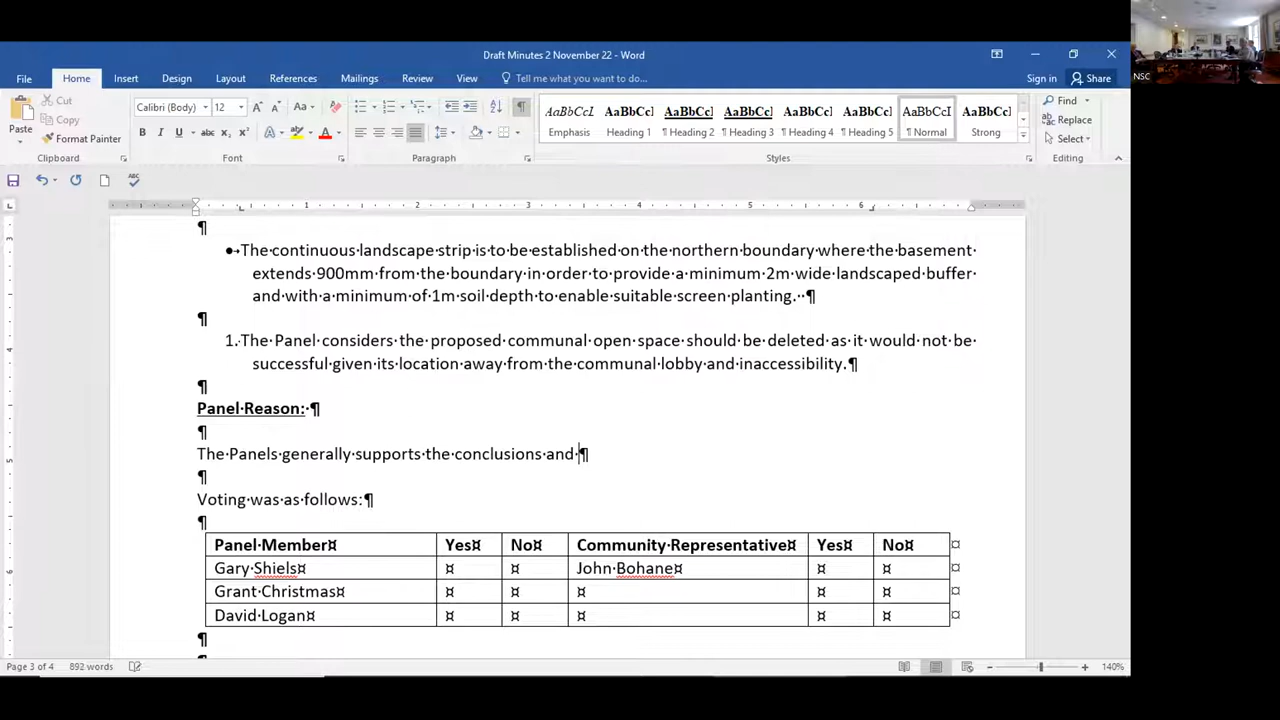 Draft Minutes 2 November 22 - Word
NSC
File Home Insert Design Layout References Mailings Review View Tell me what you want to do... Sign in Share
Paste Cut Copy Format Painter
Clipboard
Calibri (Body) 12
Font
Paragraph
AaBbCcI AaBbCcI AaBbCcI AaBbCcI AaBbCcI AaBbCcI AaBbCcI AaBbCcI
Emphasis Heading 1 ¶ Heading 2 ¶ Heading 3 ¶ Heading 4 ¶ Heading 5 ¶ Normal Strong
Styles
Find
Replace
Select
Editing
¶
•The continuous landscape strip is to be established on the northern boundary where the basement
extends 900mm from the boundary in order to provide a minimum 2m wide landscaped buffer
and with a minimum of 1m soil depth to enable suitable screen planting. ¶
¶
1. The Panel considers the proposed communal open space should be deleted as it would not be
successful given its location away from the communal lobby and inaccessibility.¶
¶
Panel Reason: ¶
¶
The Panels generally supports the conclusions and ¶
¶
Voting was as follows:¶
¶
Panel Member¤ Yes¤ No¤ Community Representative¤ Yes¤ No¤ ¤
Gary Shiels¤ ¤ ¤ John Bohane¤ ¤ ¤ ¤
Grant Christmas¤ ¤ ¤ ¤ ¤ ¤ ¤
David Logan¤ ¤ ¤ ¤ ¤ ¤ ¤
¶
Page 3 of 4 892 words 140%